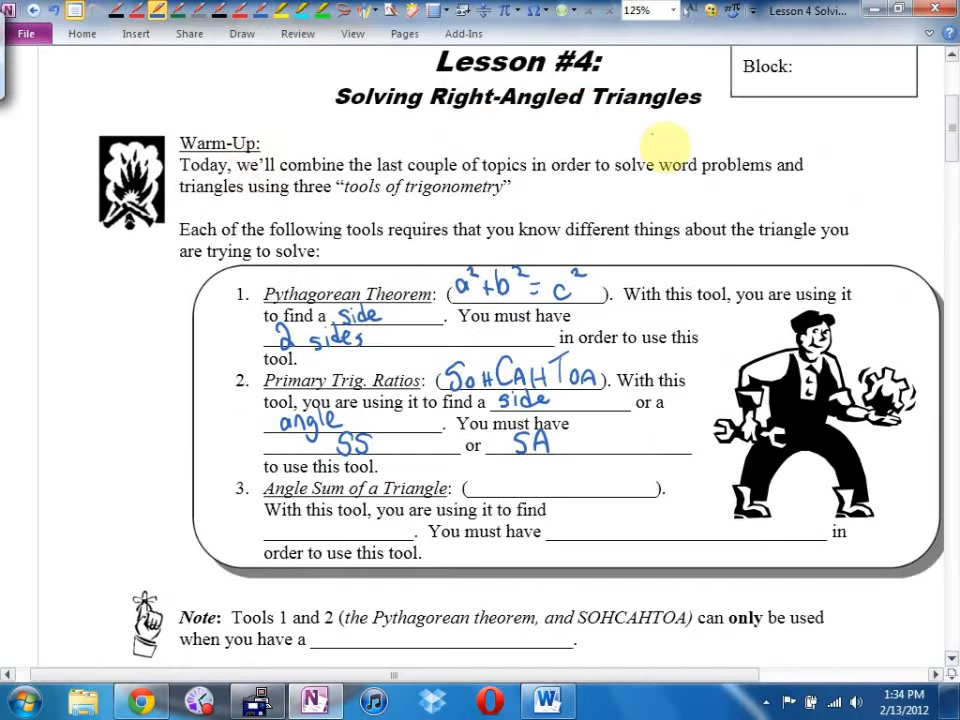 125%
Lesson 4 Solvi...
File Home Insert Share Draw Review View Pages Add-Ins
Lesson #4:
Block:
Solving Right-Angled Triangles
Warm-Up:
Today, we'll combine the last couple of topics in order to solve word problems and
triangles using three "tools of trigonometry"
Each of the following tools requires that you know different things about the triangle you
are trying to solve:
1. Pythagorean Theorem: (a² + b² = c²). With this tool, you are using it
to find a side. You must have
2 sides in order to use this
tool.
2. Primary Trig. Ratios: (SOHCAHTOA). With this
tool, you are using it to find a side or a
angle. You must have
SS or SA
to use this tool.
3. Angle Sum of a Triangle: (____________________).
With this tool, you are using it to find
________________. You must have ______________________________ in
order to use this tool.
Note: Tools 1 and 2 (the Pythagorean theorem, and SOHCAHTOA) can only be used
when you have a ____________________________.
1:34 PM
2/13/2012